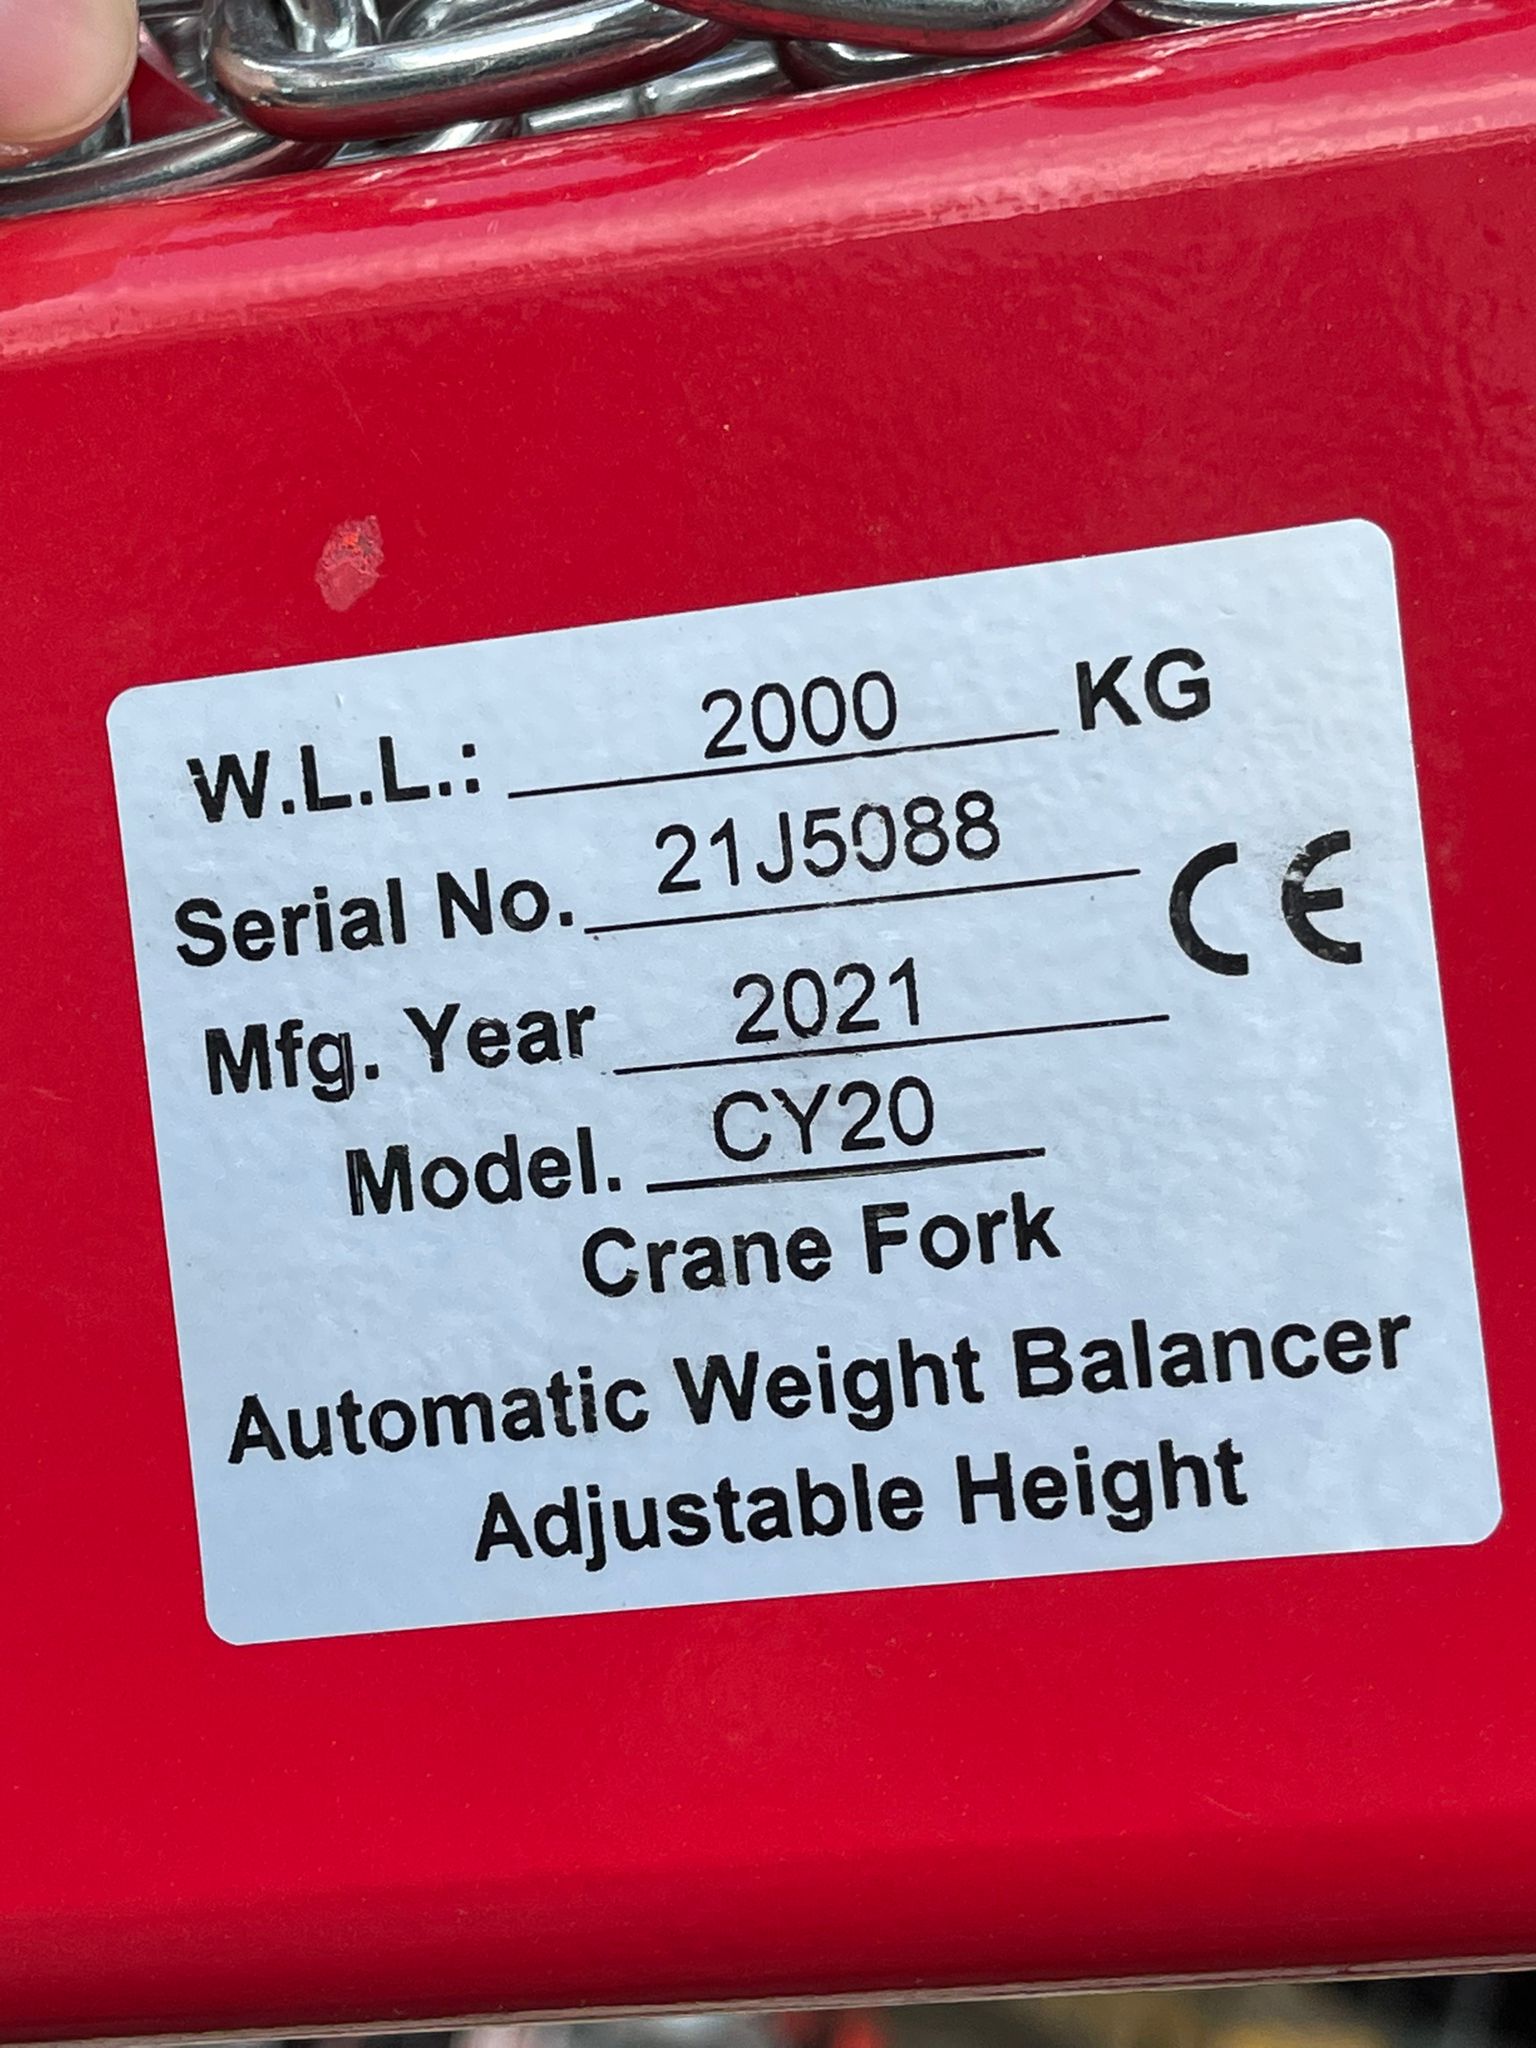 W.L.L.: 2000 KG
Serial No. 21J5088
CE
Mfg. Year 2021
Model. CY20
Crane Fork
Automatic Weight Balancer
Adjustable Height